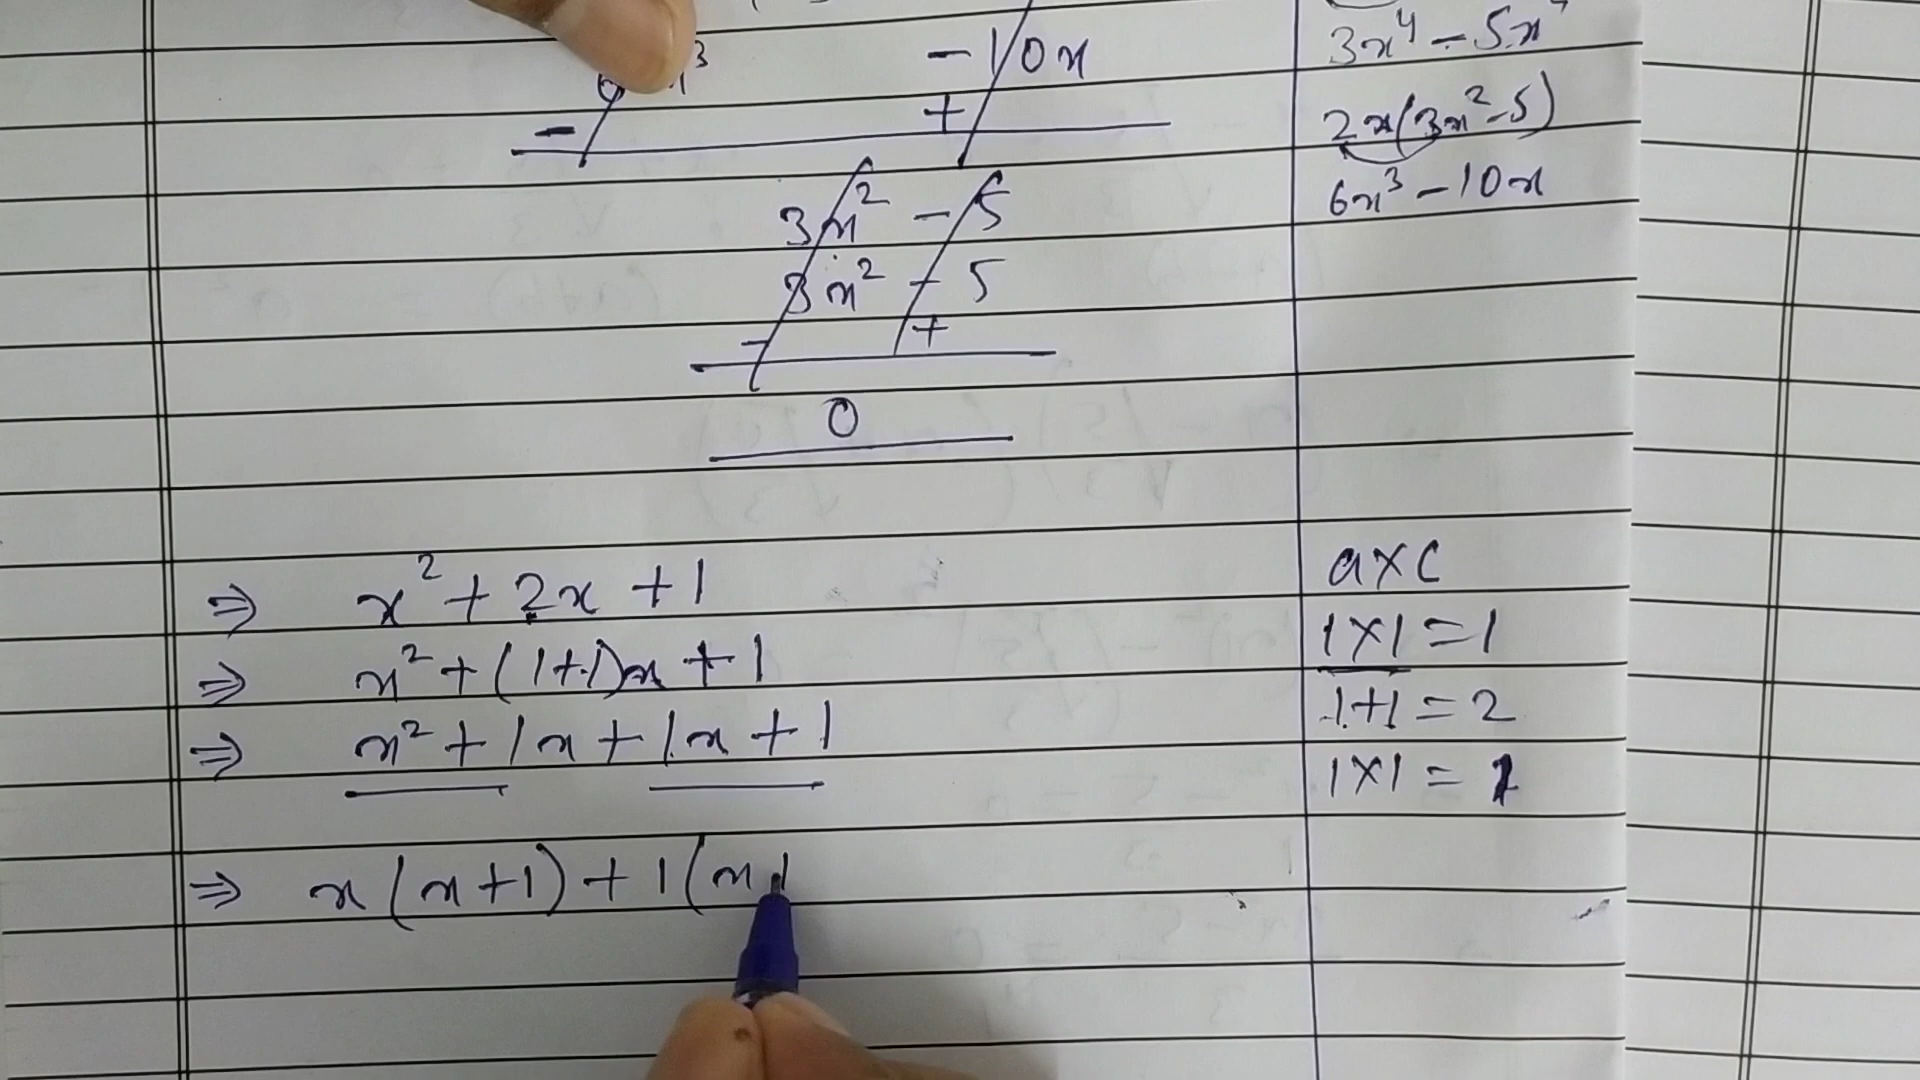 - 10x
-            +
3x² - 5
3x² - 5
-    +
0
⇒ x² + 2x + 1
⇒ x² + (1+1)x + 1
⇒ x² + 1x + 1x + 1
⇒ x(x+1) + 1(x
3x⁴ - 5x
2x(3x² - 5)
6x³ - 10x
a×c
1×1 = 1
1+1 = 2
1×1 = 1